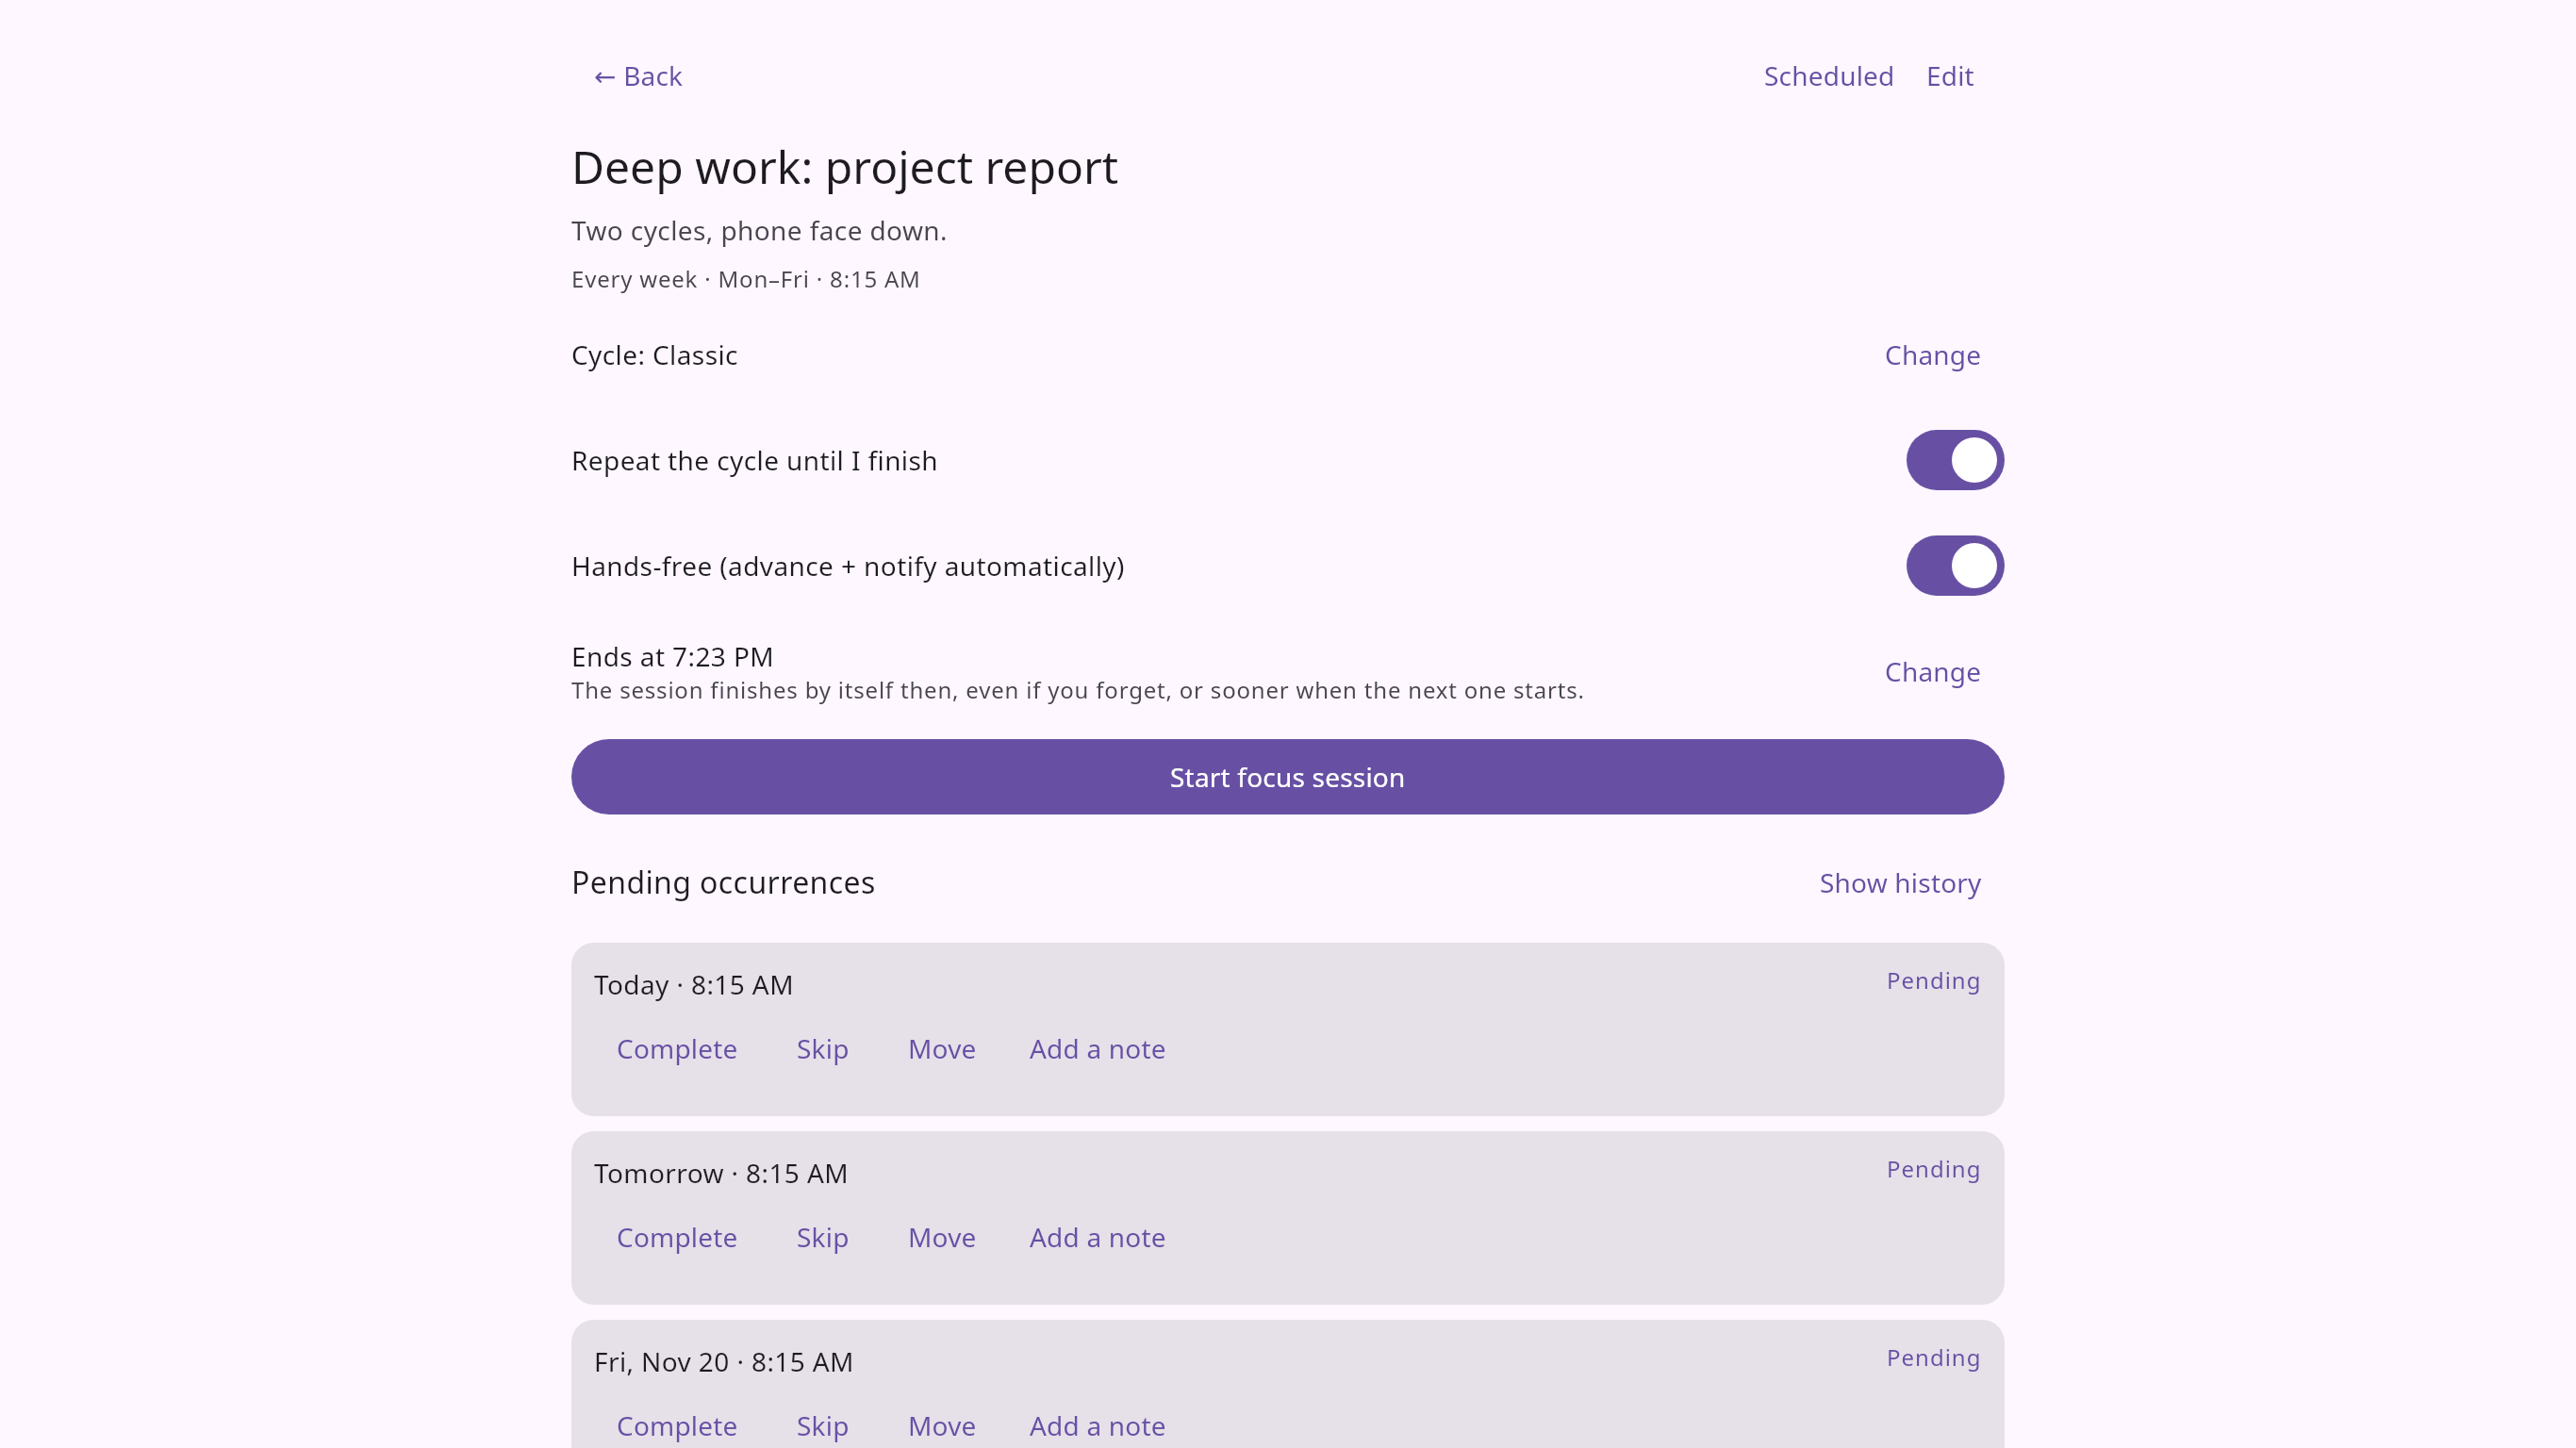 ← Back
Scheduled
Edit
Deep work: project report
Two cycles, phone face down.
Every week · Mon–Fri · 8:15 AM
Cycle: Classic
Change
Repeat the cycle until I finish
Hands-free (advance + notify automatically)
Ends at 7:23 PM
The session finishes by itself then, even if you forget, or sooner when the next one starts.
Change
Start focus session
Pending occurrences
Show history
Today · 8:15 AM
Pending
Complete
Skip
Move
Add a note
Tomorrow · 8:15 AM
Pending
Complete
Skip
Move
Add a note
Fri, Nov 20 · 8:15 AM
Pending
Complete
Skip
Move
Add a note